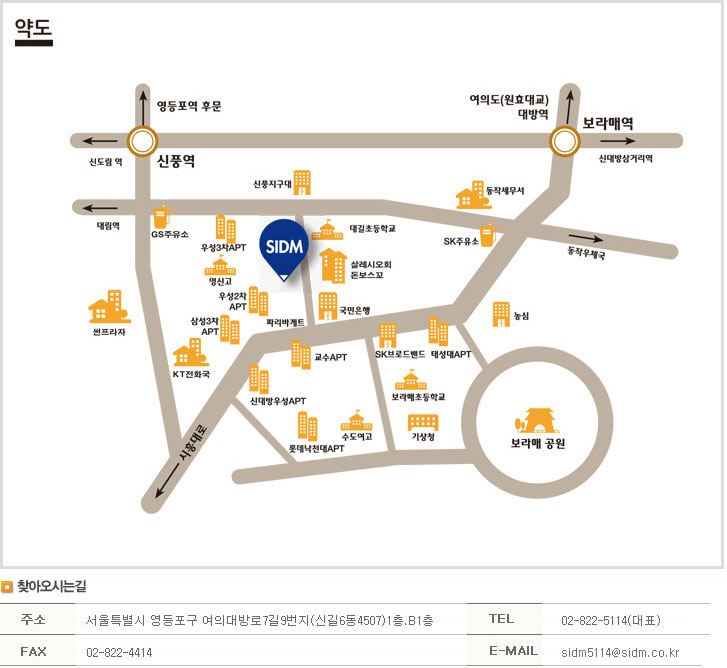 약도
영등포역 후문
여의도(원효대교)
대방역
보라매역
신도림 역
신풍역
신대방삼거리역
신풍지구대
동작세무서
대림역
GS주유소
우성3차APT
SIDM
대길초등학교
SK주유소
동작우체국
영신고
살레시오회
돈보스꼬
우성2차
APT
국민은행
농심
썬프라자
삼성3차
APT
파리바게트
KT전화국
교수APT
SK브로드밴드
태성대APT
신대방우성APT
보라매초등학교
시흥대로
롯데낙천대APT
수도여고
기상청
보라매 공원
찾아오시는길
주소 서울특별시 영등포구 여의대방로7길9번지(신길6동4507)1층.B1층 TEL 02-822-5114(대표)
FAX 02-822-4414 E-MAIL sidm5114@sidm.co.kr